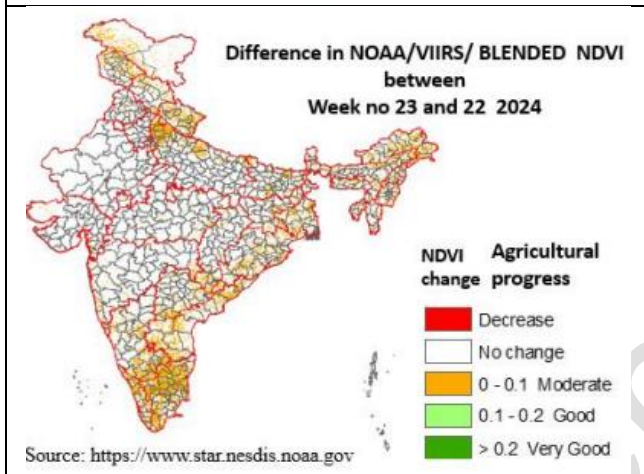 Difference in NOAA/VIIRS/ BLENDED NDVI
between
Week no 23 and 22 2024
NDVI change
Agricultural progress
Decrease
No change
0 - 0.1 Moderate
0.1 - 0.2 Good
> 0.2 Very Good
Source: https://www.star.nesdis.noaa.gov